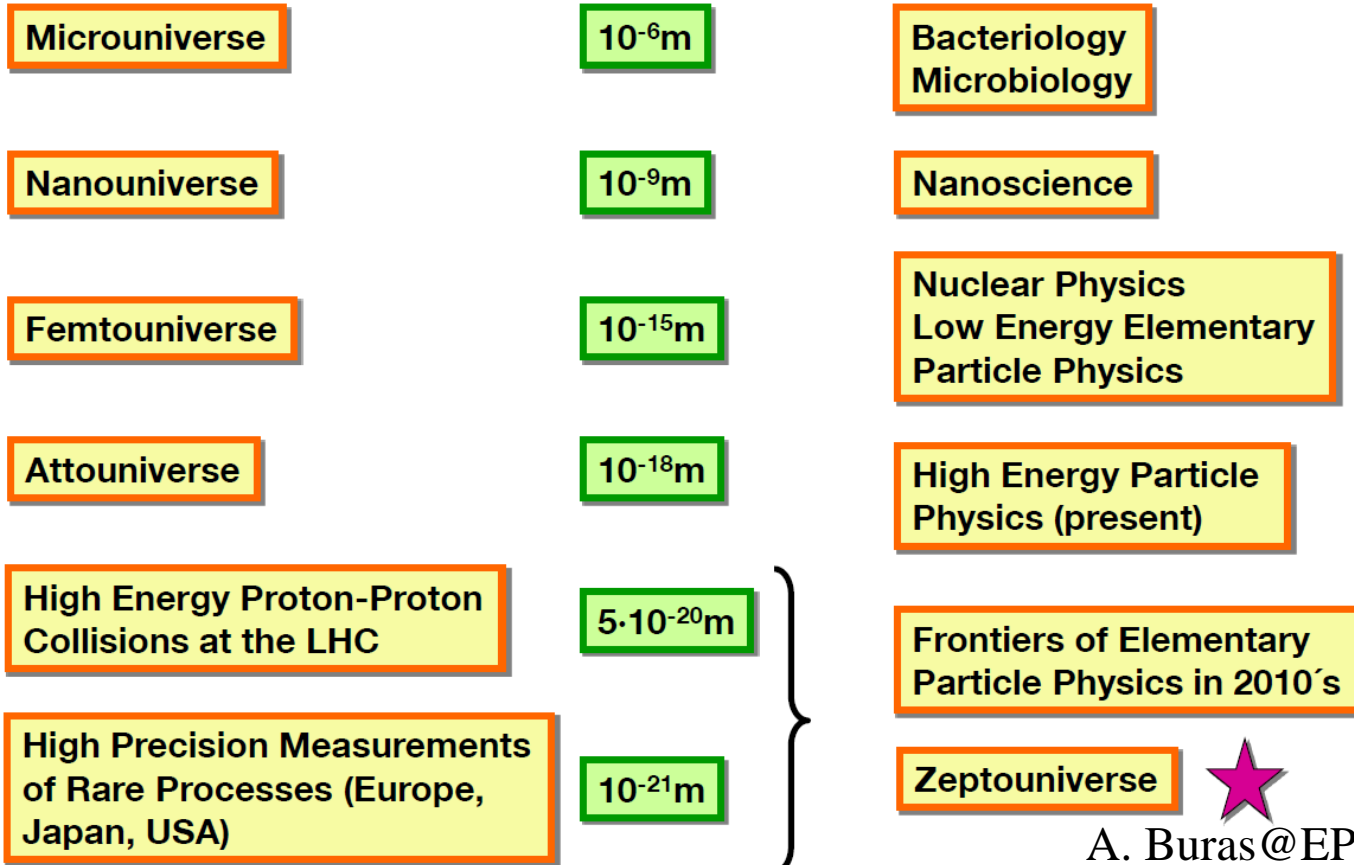 Microuniverse
10⁻⁶m
Bacteriology
Microbiology
Nanouniverse
10⁻⁹m
Nanoscience
Femtouniverse
10⁻¹⁵m
Nuclear Physics
Low Energy Elementary
Particle Physics
Attouniverse
10⁻¹⁸m
High Energy Particle
Physics (present)
High Energy Proton-Proton
Collisions at the LHC
5·10⁻²⁰m
Frontiers of Elementary
Particle Physics in 2010´s
High Precision Measurements
of Rare Processes (Europe,
Japan, USA)
10⁻²¹m
Zeptouniverse
A. Buras@EP